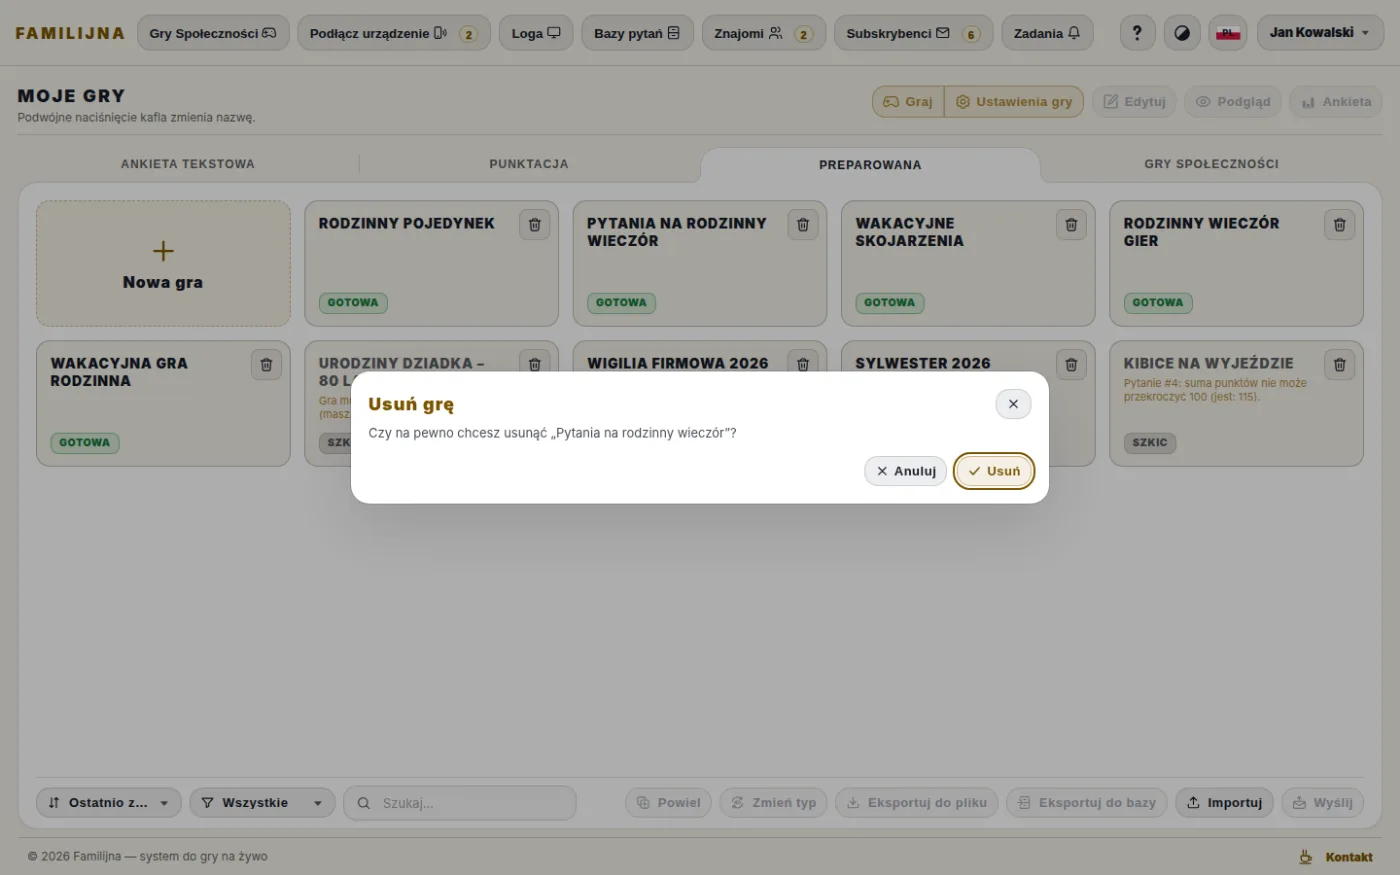 FAMILIJNA
Gry Społeczności
Podłącz urządzenie 2
Loga
Bazy pytań
Znajomi 2
Subskrybenci 6
Zadania
?
PL
Jan Kowalski
MOJE GRY
Podwójne naciśnięcie kafla zmienia nazwę.
Graj
Ustawienia gry
Edytuj
Podgląd
Ankieta
ANKIETA TEKSTOWA
PUNKTACJA
PREPAROWANA
GRY SPOŁECZNOŚCI
Nowa gra
RODZINNY POJEDYNEK
GOTOWA
PYTANIA NA RODZINNY
WIECZÓR
GOTOWA
WAKACYJNE
SKOJARZENIA
GOTOWA
RODZINNY WIECZÓR
GIER
GOTOWA
WAKACYJNA GRA
RODZINNA
GOTOWA
URODZINY DZIADKA –
80 L
Gra
(masz
SZK
WIGILIA FIRMOWA 2026
SYLWESTER 2026
KIBICE NA WYJEŹDZIE
Pytanie #4: suma punktów nie może
przekroczyć 100 (jest: 115).
SZKIC
Usuń grę
Czy na pewno chcesz usunąć „Pytania na rodzinny wieczór”?
Anuluj
Usuń
Ostatnio z...
Wszystkie
Szukaj...
Powiel
Zmień typ
Eksportuj do pliku
Eksportuj do bazy
Importuj
Wyślij
© 2026 Familijna — system do gry na żywo
Kontakt